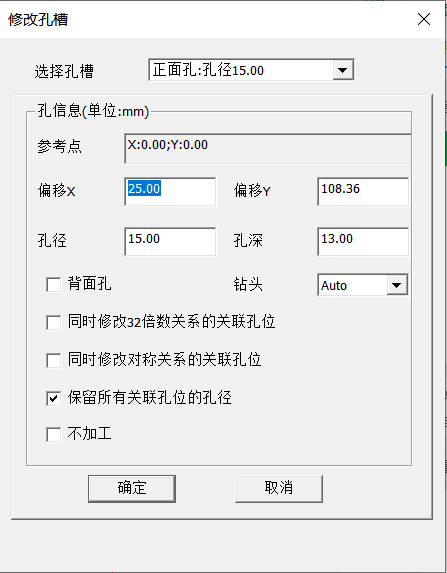 修改孔槽
选择孔槽 正面孔:孔径15.00
孔信息(单位:mm)
参考点 X:0.00;Y:0.00
偏移X 25.00 偏移Y 108.36
孔径 15.00 孔深 13.00
背面孔 钻头 Auto
同时修改32倍数关系的关联孔位
同时修改对称关系的关联孔位
保留所有关联孔位的孔径
不加工
确定 取消